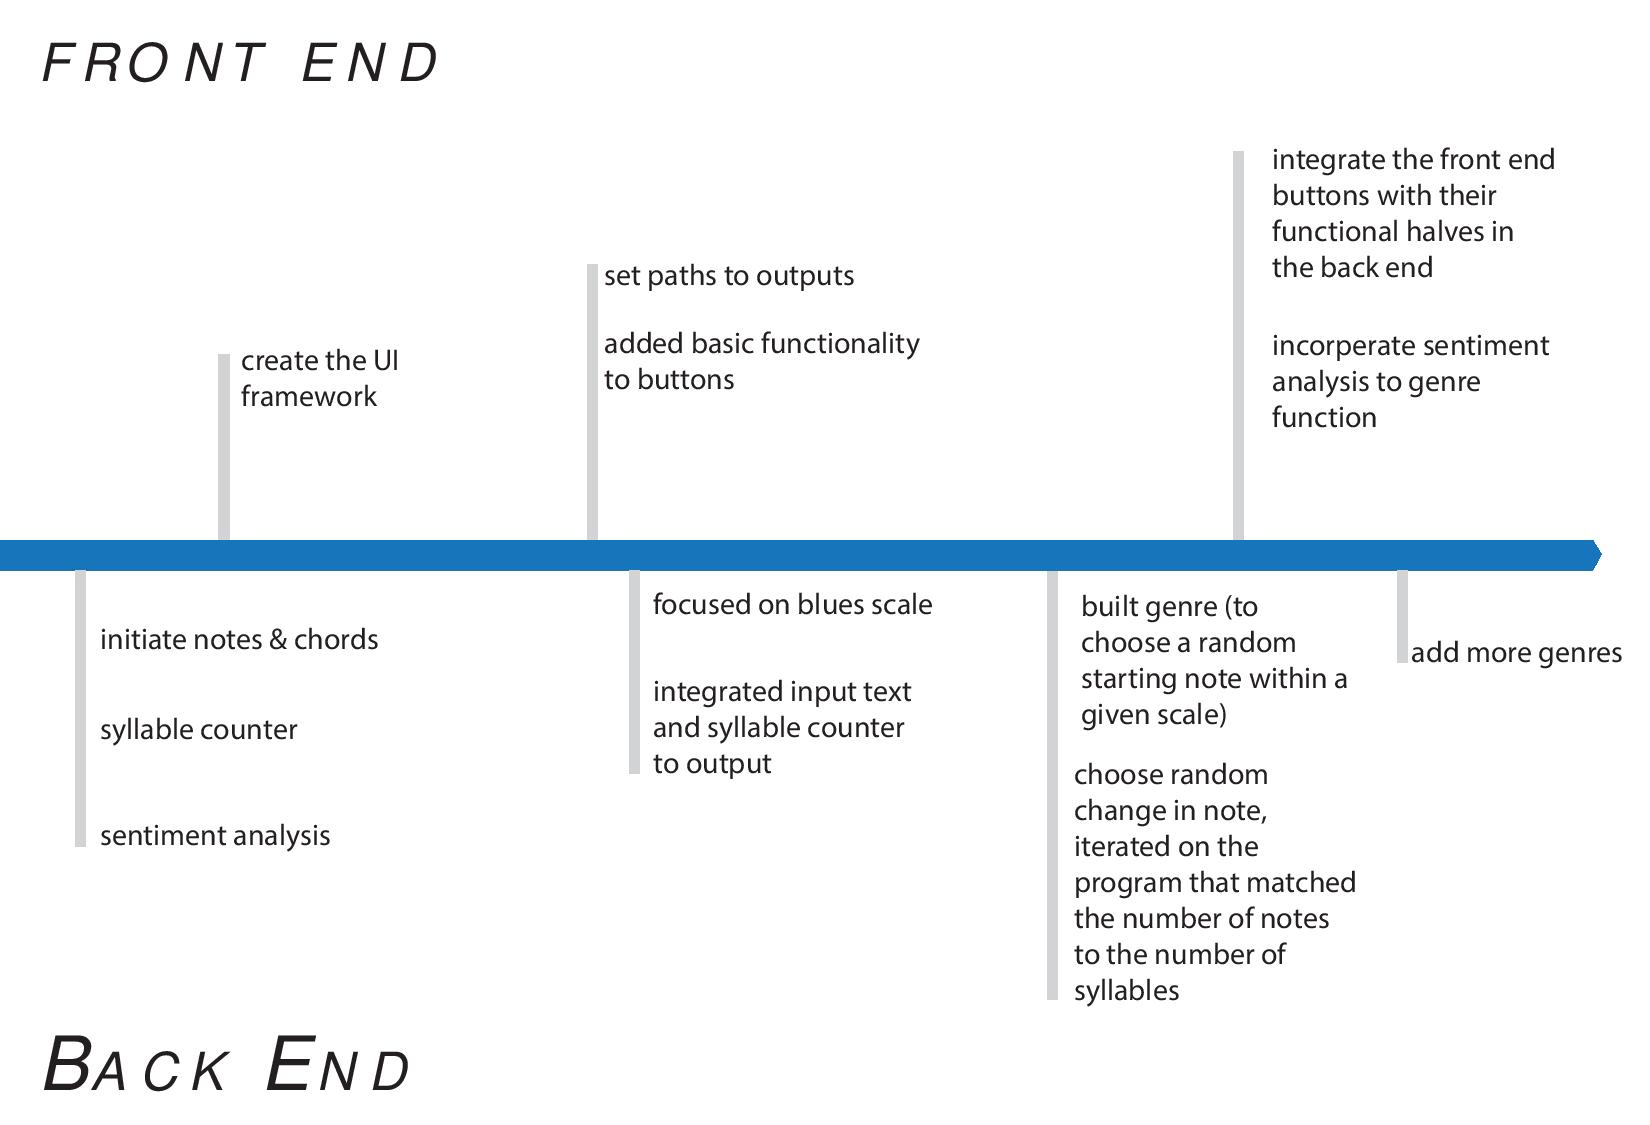 FRONT END
integrate the front end
buttons with their
functional halves in
the back end
set paths to outputs
added basic functionality
to buttons
incorperate sentiment
analysis to genre
function
create the UI
framework
initiate notes & chords
syllable counter
sentiment analysis
focused on blues scale
integrated input text
and syllable counter
to output
built genre (to
choose a random
starting note within a
given scale)
choose random
change in note,
iterated on the
program that matched
the number of notes
to the number of
syllables
add more genres
BACK END